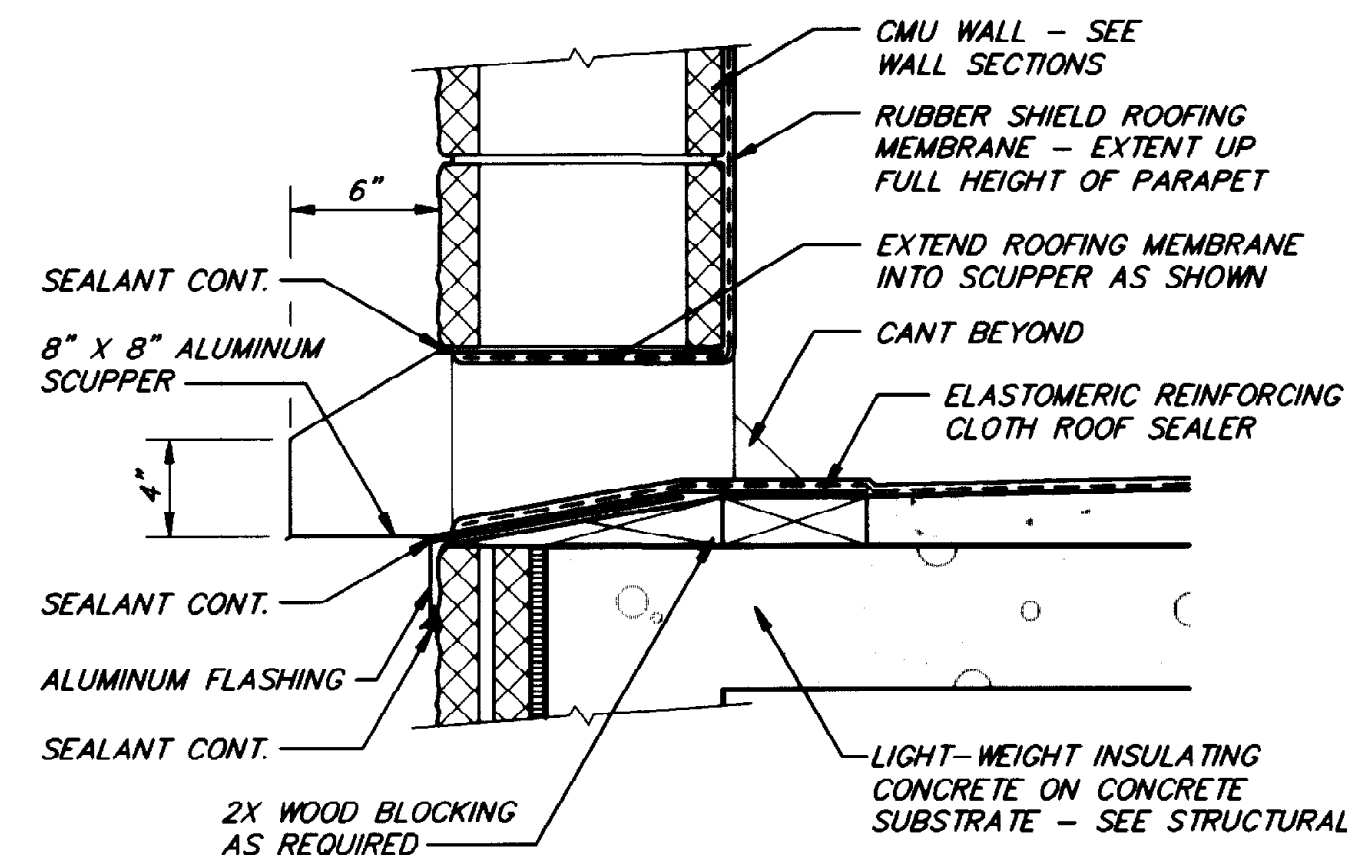 CMU WALL – SEE
WALL SECTIONS
RUBBER SHIELD ROOFING
MEMBRANE – EXTENT UP
FULL HEIGHT OF PARAPET
6"
EXTEND ROOFING MEMBRANE
INTO SCUPPER AS SHOWN
SEALANT CONT.
8" X 8" ALUMINUM
SCUPPER
CANT BEYOND
ELASTOMERIC REINFORCING
CLOTH ROOF SEALER
4"
SEALANT CONT.
ALUMINUM FLASHING
SEALANT CONT.
2X WOOD BLOCKING
AS REQUIRED
LIGHT-WEIGHT INSULATING
CONCRETE ON CONCRETE
SUBSTRATE – SEE STRUCTURAL